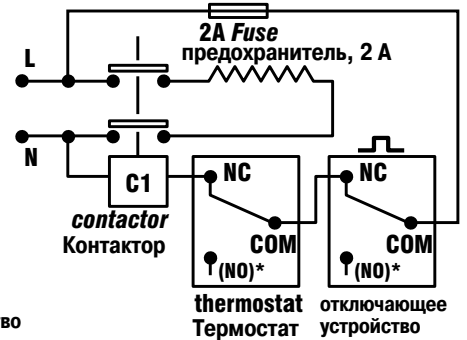 2A Fuse
предохранитель, 2 А
L
N
C1
contactor
Контактор
NC
COM
(NO)*
thermostat
Термостат
NC
COM
(NO)*
отключающее
устройство